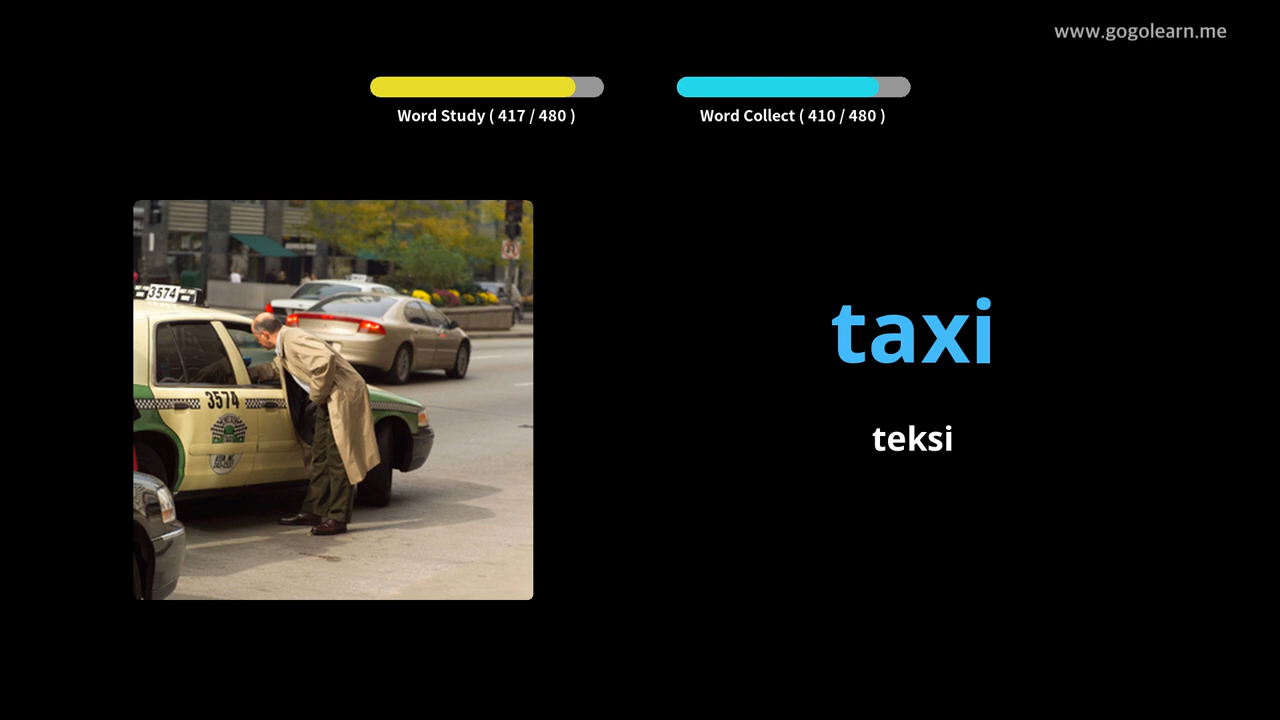 www.gogolearn.me
Word Study ( 417 / 480 )
Word Collect ( 410 / 480 )
3574
3574
taxi
teksi